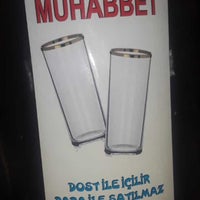 MUHABBET
DOST İLE İÇİLİR
PARA İLE SATILMAZ